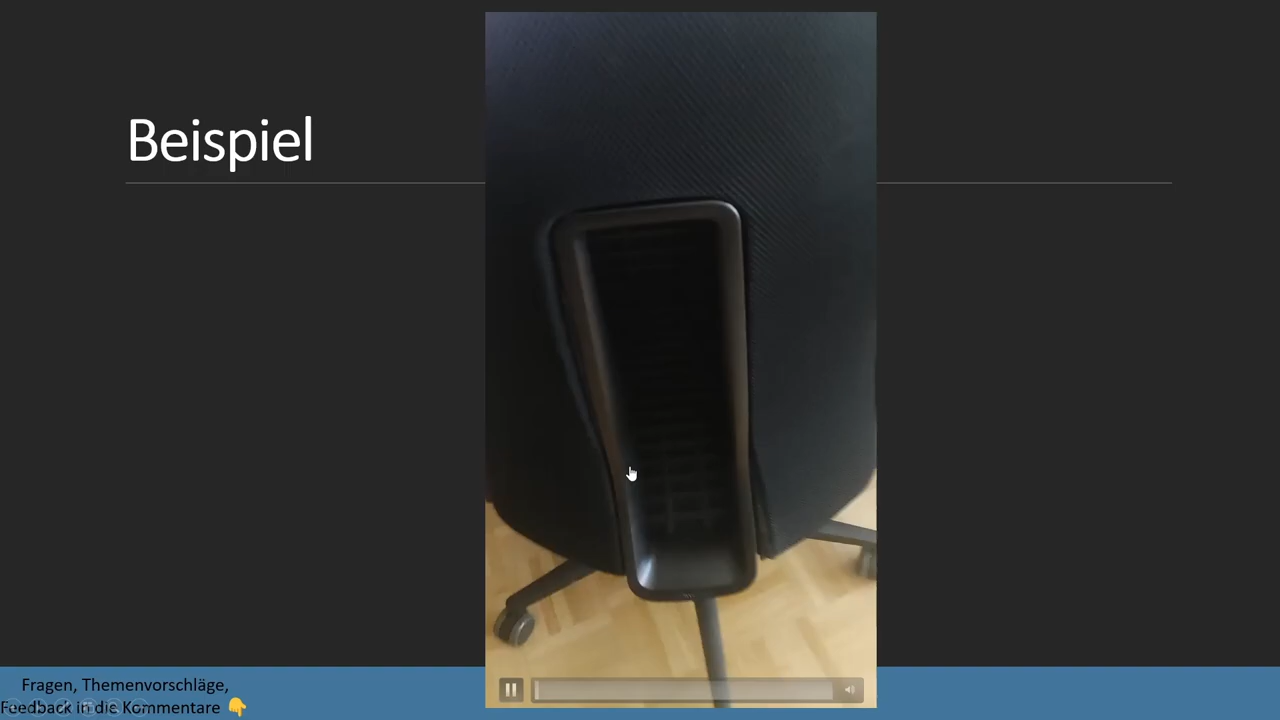 Beispiel
Fragen, Themenvorschläge,
Feedback in die Kommentare 👇